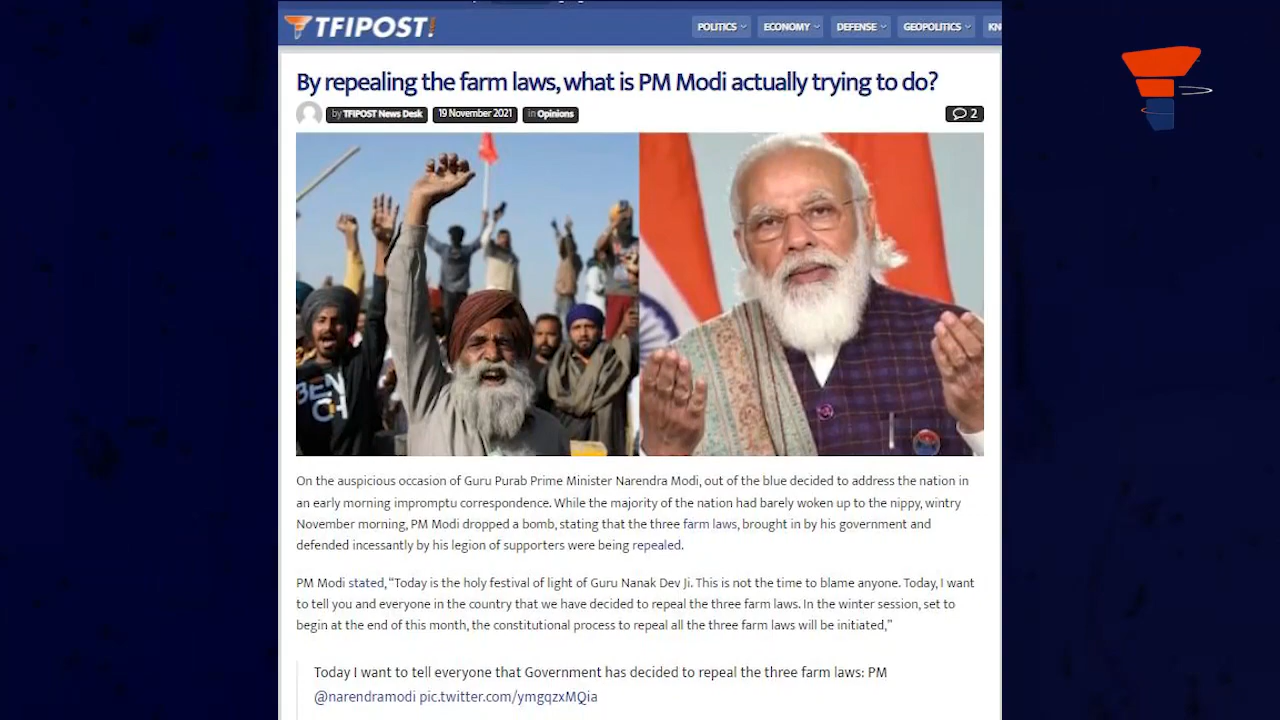 TFIPOST!
POLITICS
ECONOMY
DEFENSE
GEOPOLITICS
KN
By repealing the farm laws, what is PM Modi actually trying to do?
by TFIPOST News Desk
19 November 2021
in Opinions
2
BEN
CH
On the auspicious occasion of Guru Purab Prime Minister Narendra Modi, out of the blue decided to address the nation in
an early morning impromptu correspondence. While the majority of the nation had barely woken up to the nippy, wintry
November morning, PM Modi dropped a bomb, stating that the three farm laws, brought in by his government and
defended incessantly by his legion of supporters were being repealed.
PM Modi stated, “Today is the holy festival of light of Guru Nanak Dev Ji. This is not the time to blame anyone. Today, I want
to tell you and everyone in the country that we have decided to repeal the three farm laws. In the winter session, set to
begin at the end of this month, the constitutional process to repeal all the three farm laws will be initiated,”
Today I want to tell everyone that Government has decided to repeal the three farm laws: PM
@narendramodi pic.twitter.com/ymgqzxMQia